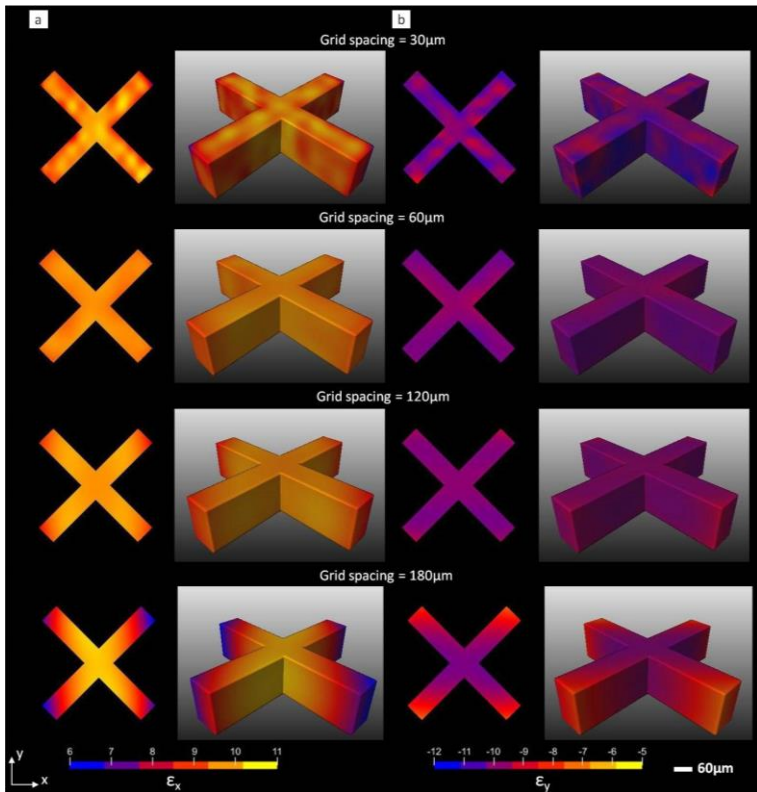 a
b
Grid spacing = 30µm
Grid spacing = 60µm
Grid spacing = 120µm
Grid spacing = 180µm
y
x
6 7 8 9 10 11
εx
-12 -11 -10 -9 -8 -7 -6 -5
εy
60µm